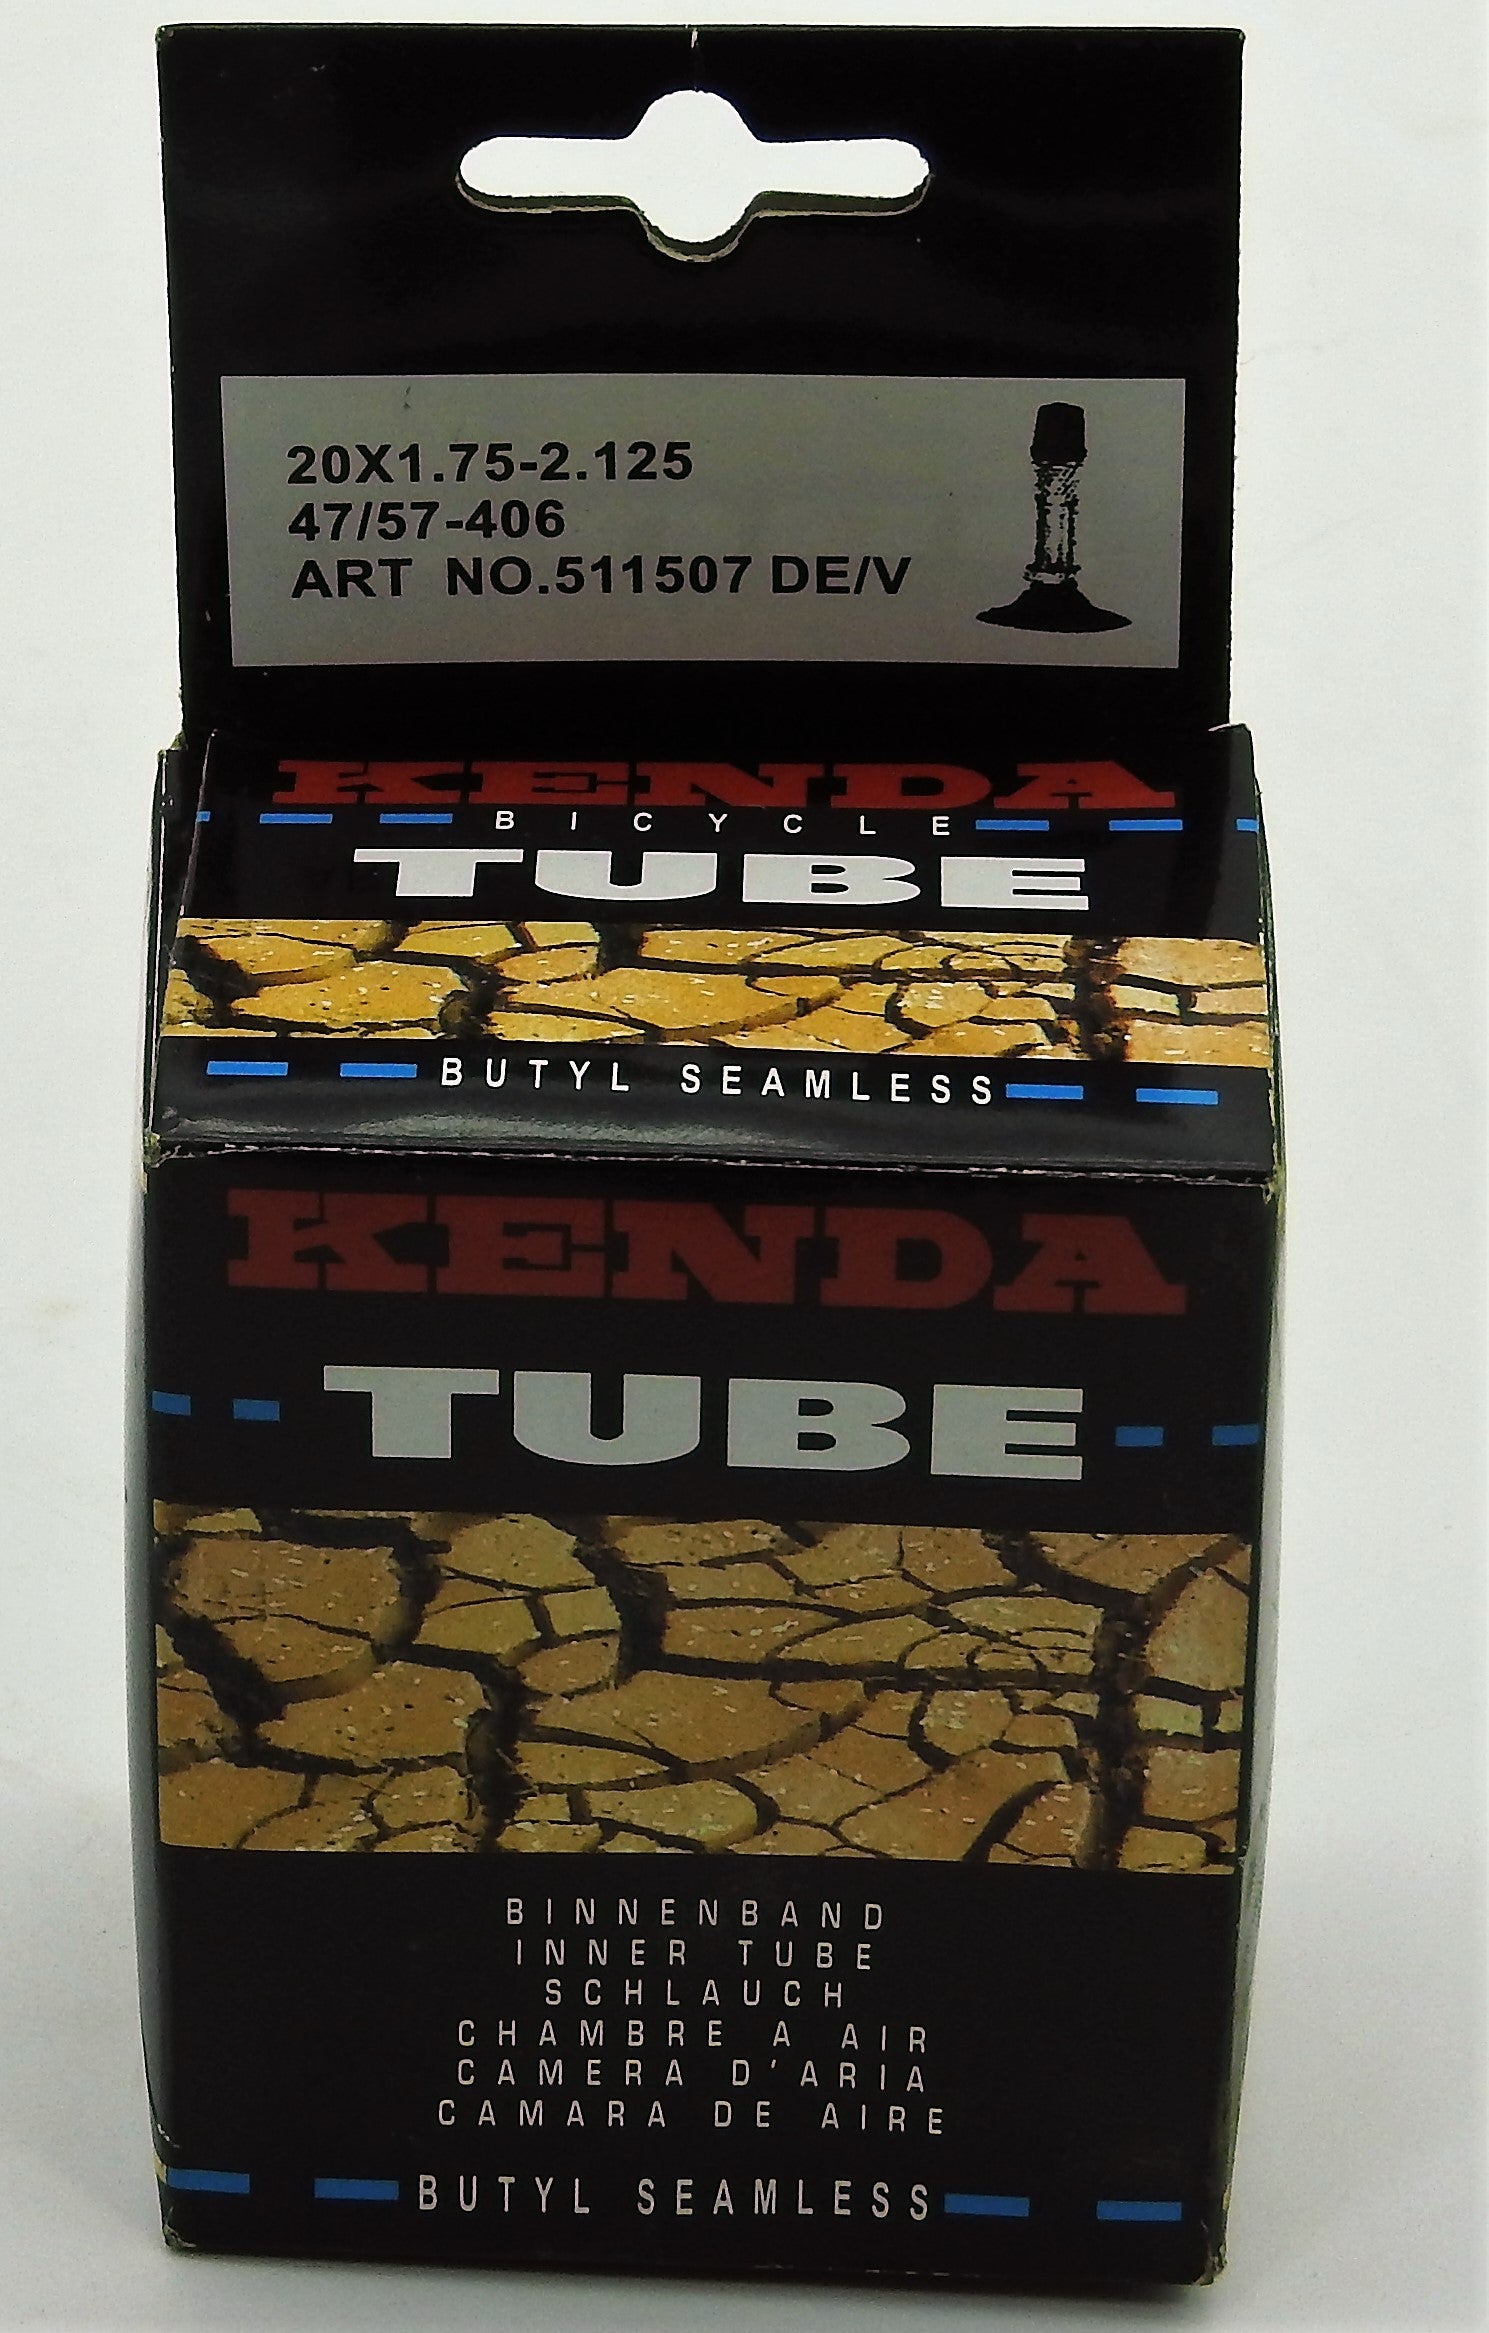 20X1.75-2.125
47/57-406
ART NO.511507 DE/V
KENDA
BICYCLE
TUBE
BUTYL SEAMLESS
KENDA
TUBE
BINNENBAND
INNER TUBE
SCHLAUCH
CHAMBRE A AIR
CAMERA D'ARIA
CAMARA DE AIRE
BUTYL SEAMLESS